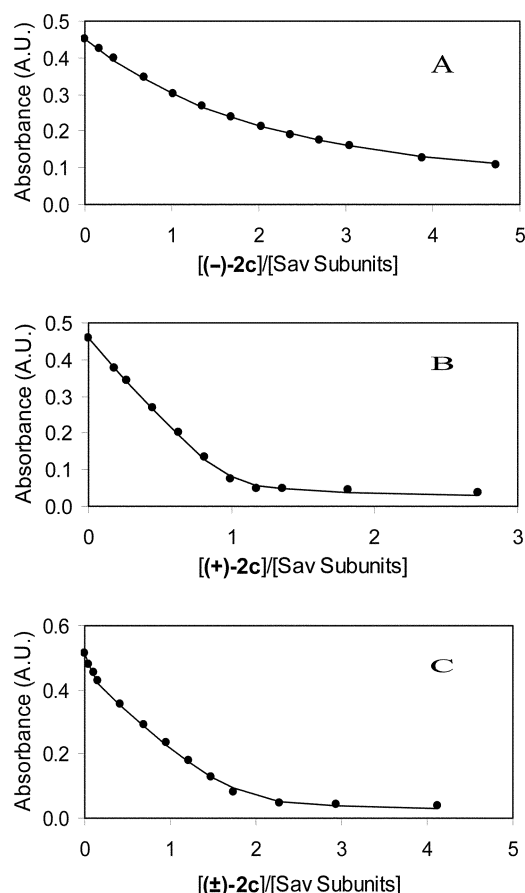 0.5
0.4
0.3
0.2
0.1
0.0
Absorbance (A.U.)
A
0 1 2 3 4 5
[(−)-2c]/[Sav Subunits]
0.5
0.4
0.3
0.2
0.1
0.0
Absorbance (A.U.)
B
0 1 2 3
[(+)-2c]/[Sav Subunits]
0.6
0.4
0.2
0.0
Absorbance (A.U.)
C
0 1 2 3 4 5
[(±)-2c]/[Sav Subunits]